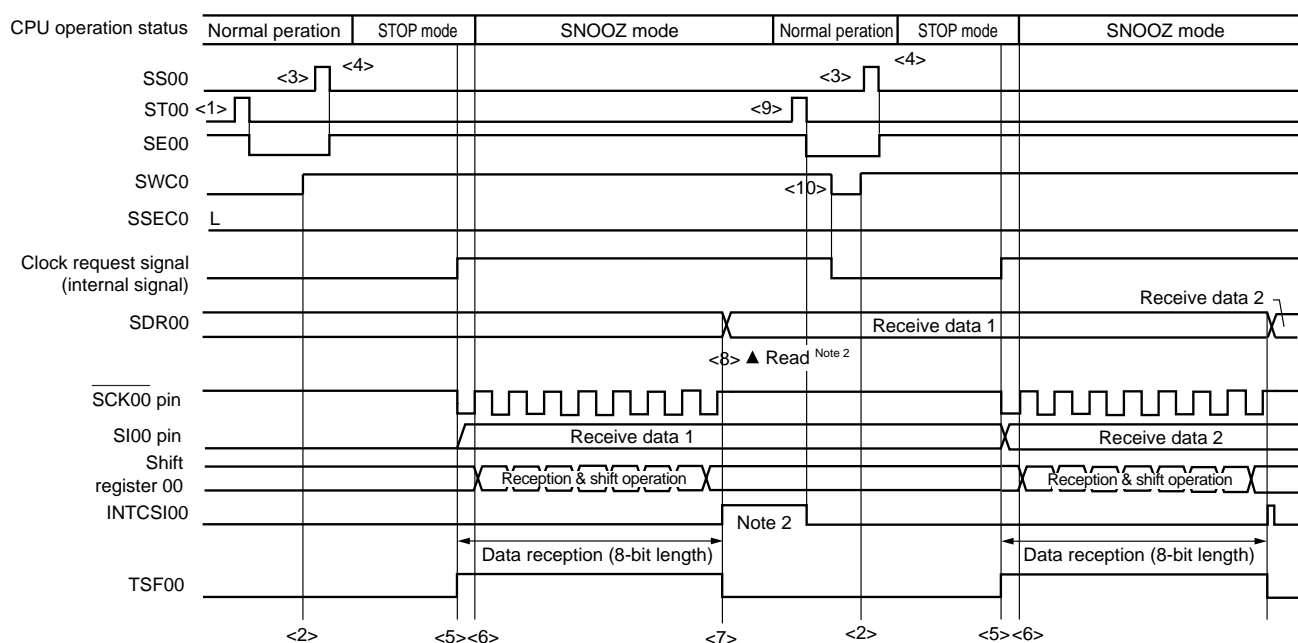 CPU operation status Normal peration STOP mode SNOOZ mode Normal peration STOP mode SNOOZ mode
SS00 <3> <4> <3> <4>
ST00 <1> <9>
SE00
SWC0 <10>
SSEC0 L
Clock request signal
(internal signal)
Receive data 2
SDR00 Receive data 1
<8> ▲ Read Note 2
SCK00 pin
SI00 pin Receive data 1 Receive data 2
Shift
register 00 Reception & shift operation Reception & shift operation
INTCSI00 Note 2
Data reception (8-bit length) Data reception (8-bit length)
TSF00
<2> <5> <6> <7> <2> <5> <6>